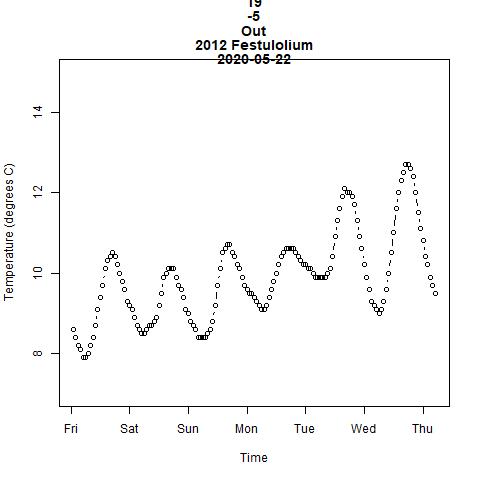 19
-5
Out
2012 Festulolium
2020-05-22
Temperature (degrees C)
14
12
10
8
Fri Sat Sun Mon Tue Wed Thu
Time